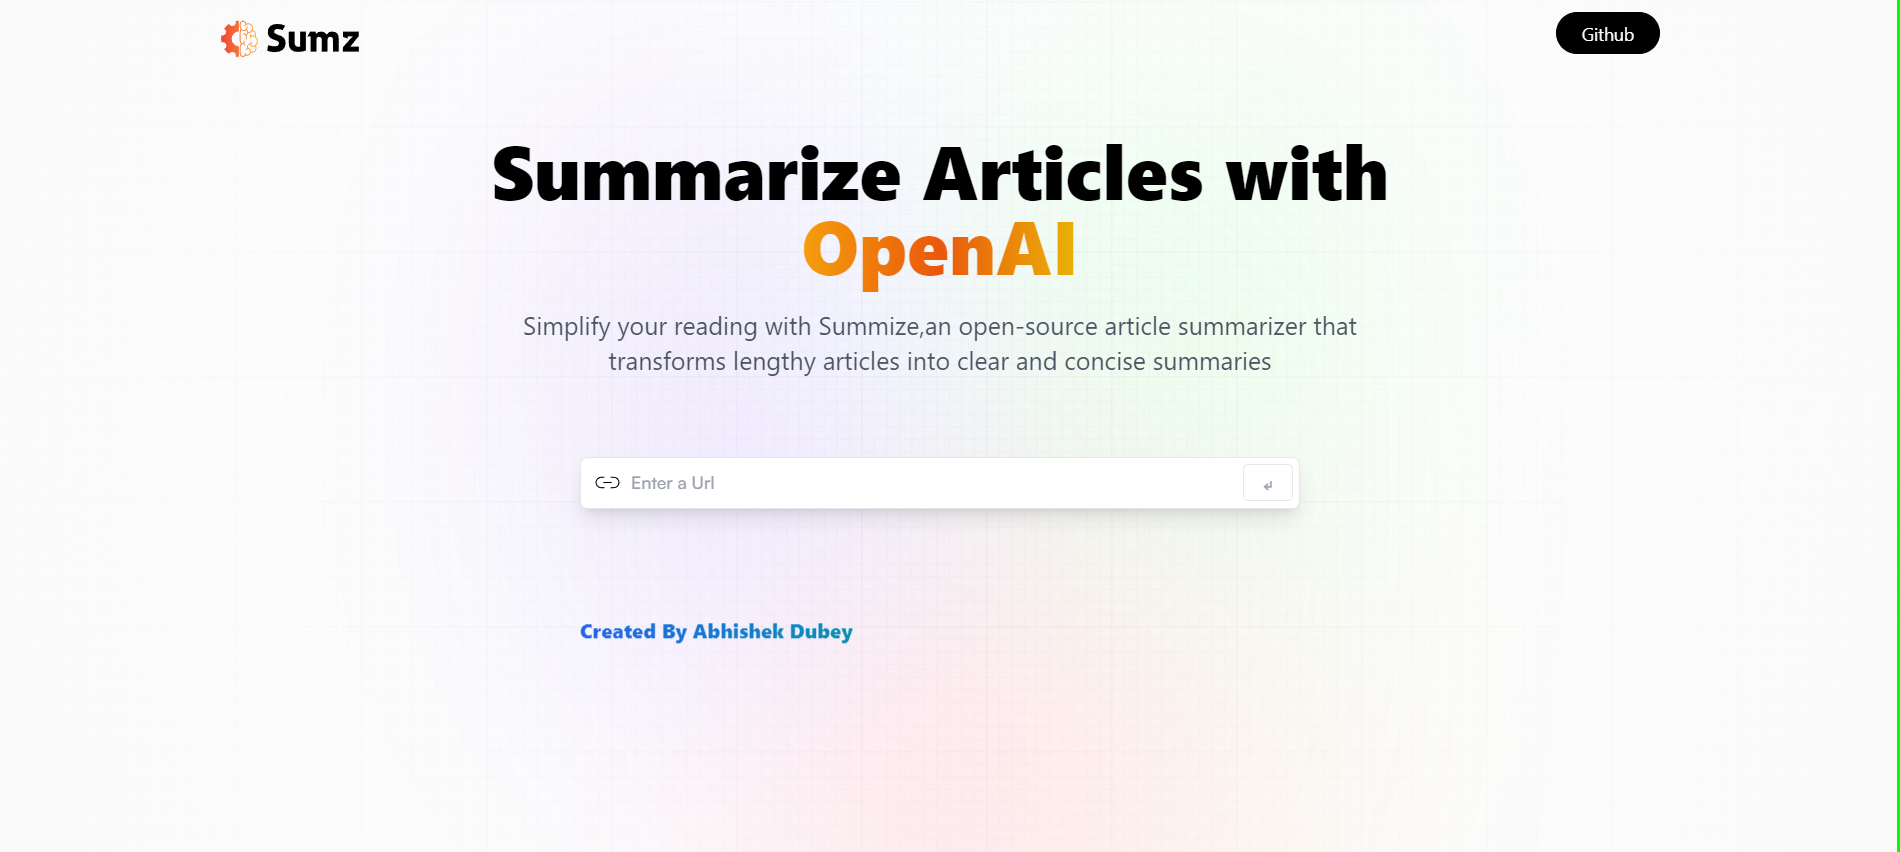 Sumz
Github
Summarize Articles with
OpenAI
Simplify your reading with Summize,an open-source article summarizer that
transforms lengthy articles into clear and concise summaries
Enter a Url
↵
Created By Abhishek Dubey